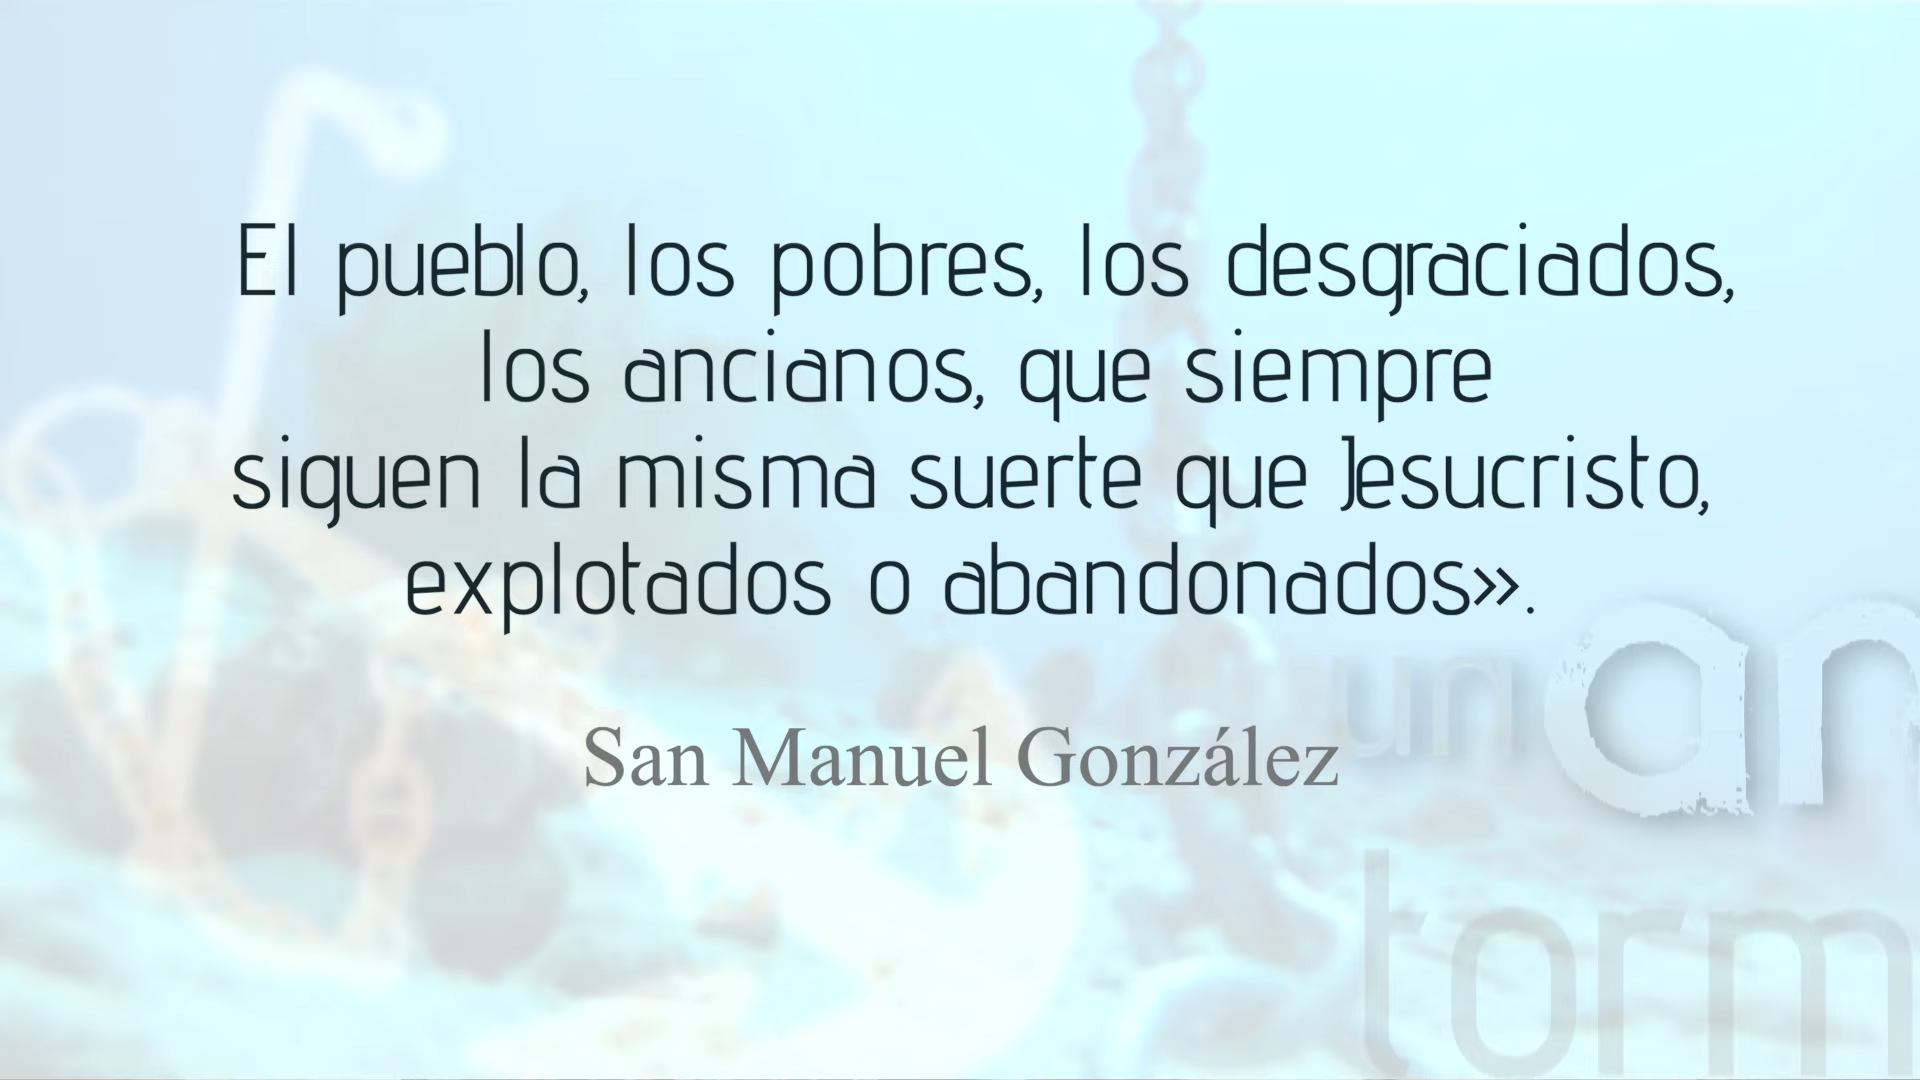 El pueblo, los pobres, los desgraciados,
los ancianos, que siempre
siguen la misma suerte que Jesucristo,
explotados o abandonados».
San Manuel González
un